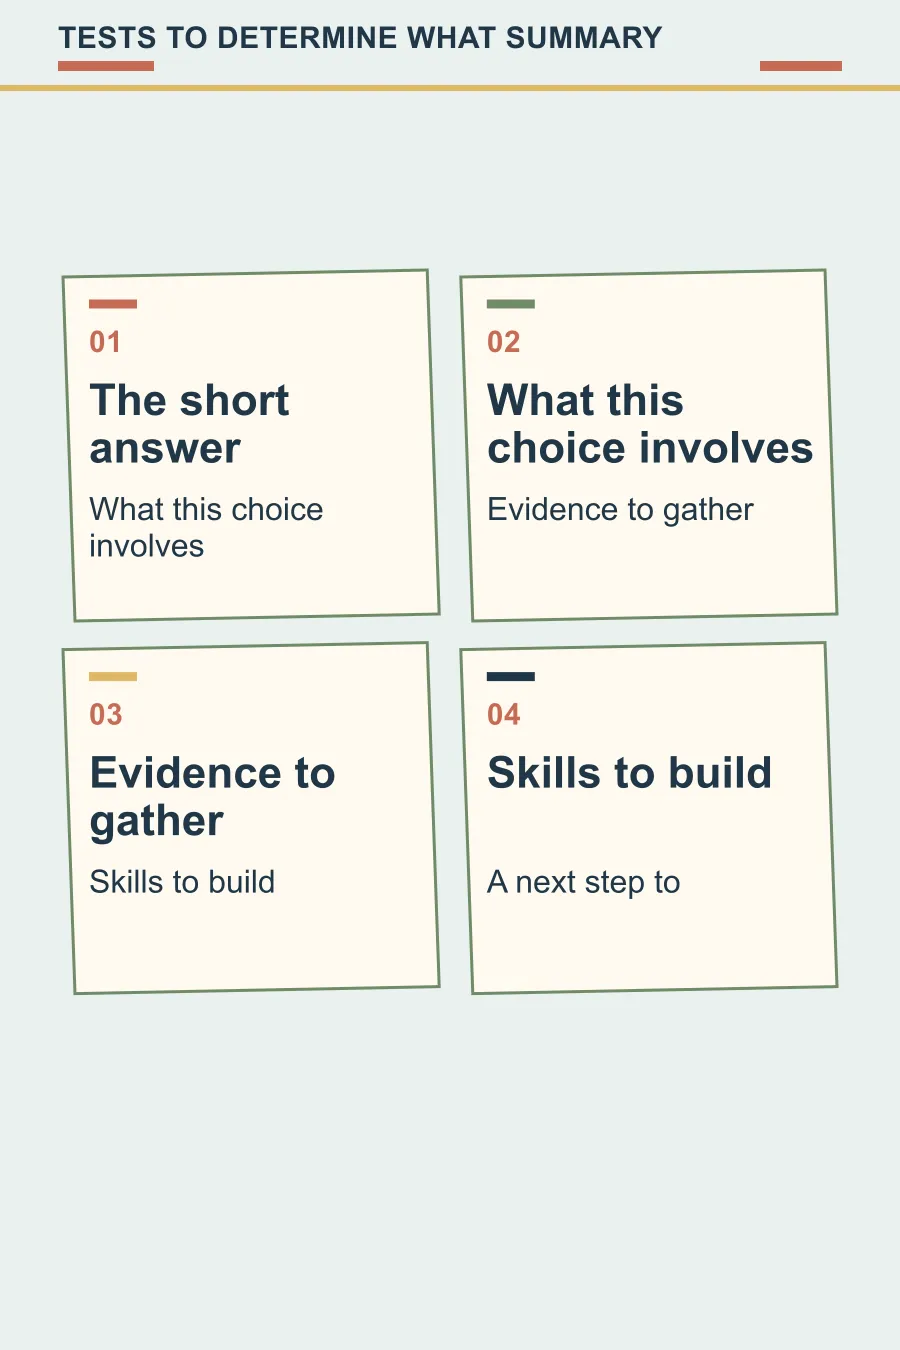 TESTS TO DETERMINE WHAT SUMMARY
01
The short
answer
What this choice
involves
02
What this
choice involves
Evidence to gather
03
Evidence to
gather
Skills to build
04
Skills to build
A next step to